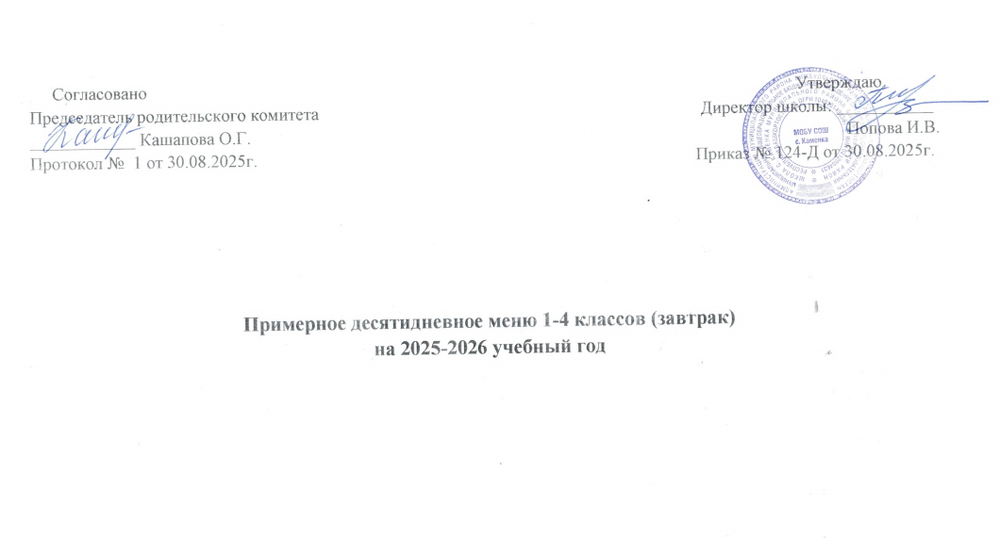 Согласовано
Председатель родительского комитета
Кашапова О.Г.
Протокол № 1 от 30.08.2025г.
Утверждаю
Директор школы:
Попова И.В.
Приказ № 124-Д от 30.08.2025г.
МОБУ СОШ
с. Каменка
Примерное десятидневное меню 1-4 классов (завтрак)
на 2025-2026 учебный год